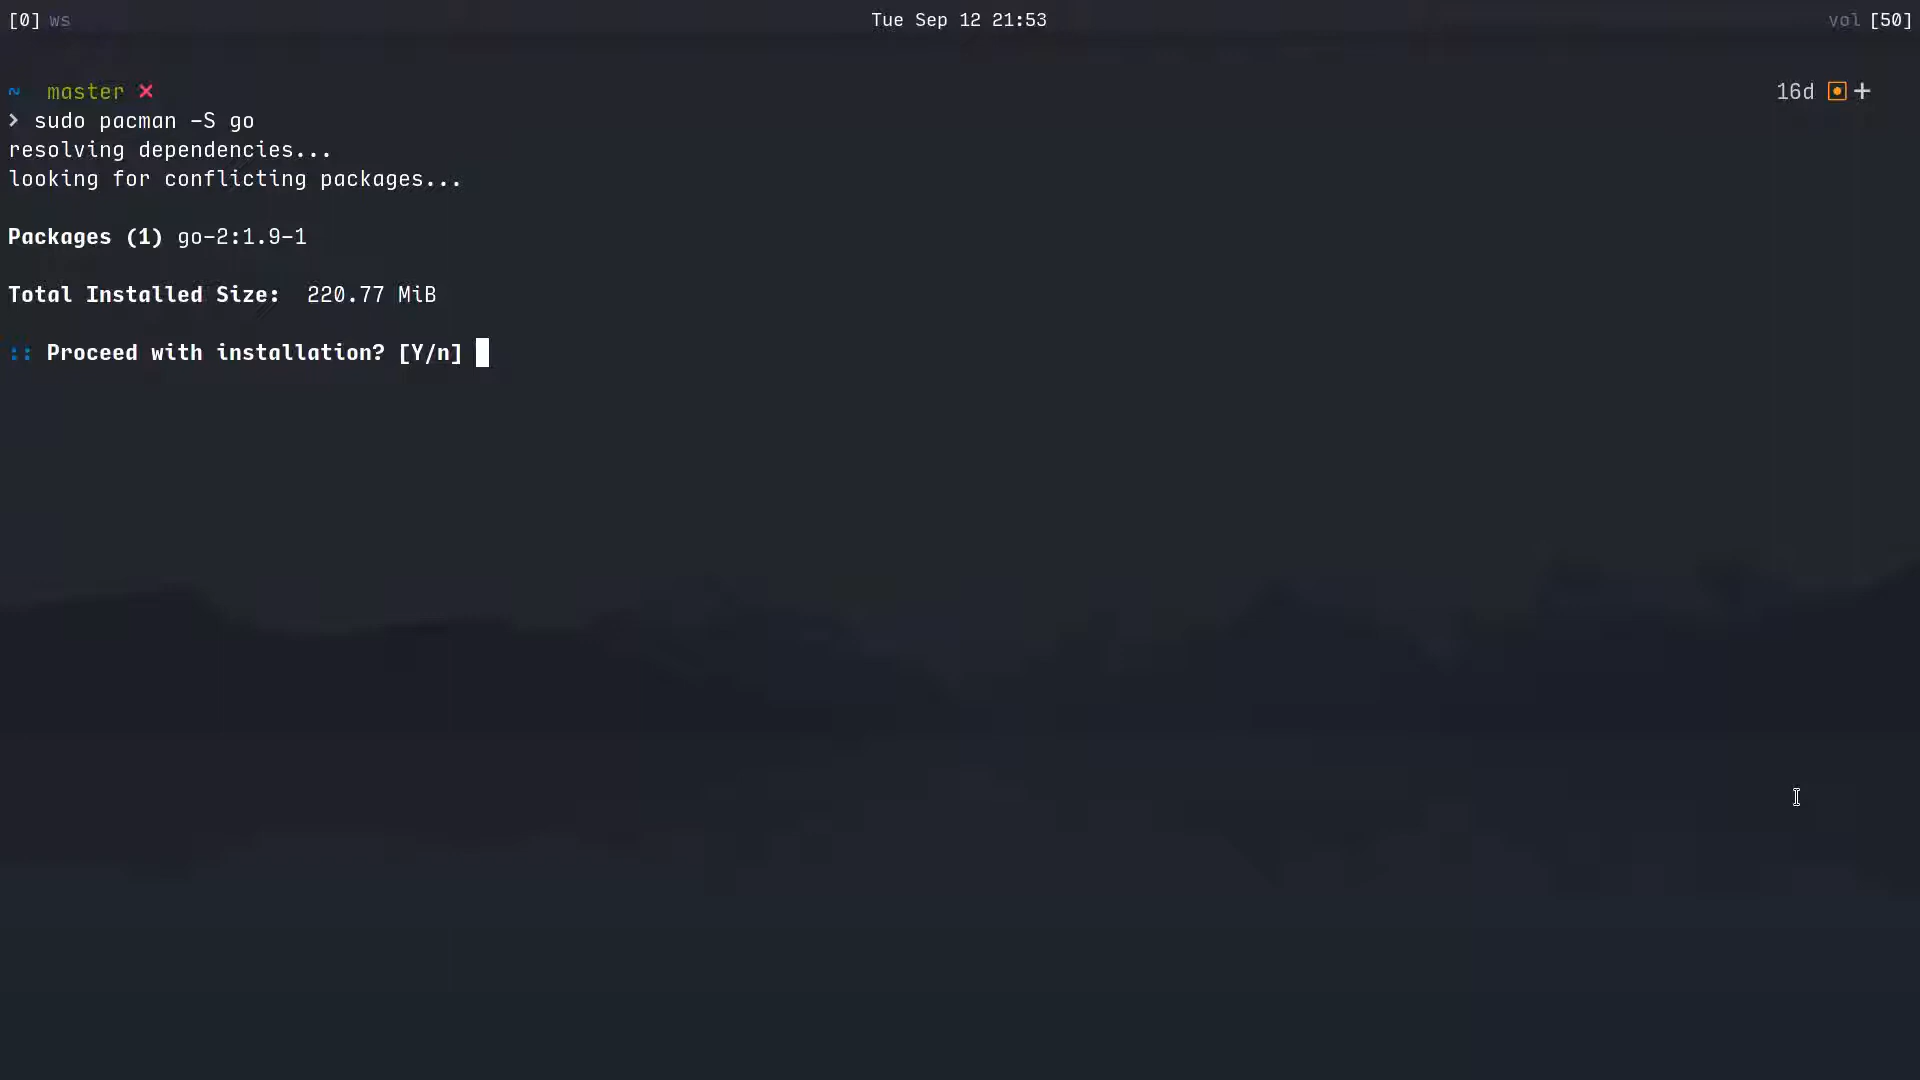 [0] ws Tue Sep 12 21:53 vol [50]
~ master ✕ 16d +
❯ sudo pacman -S go
resolving dependencies...
looking for conflicting packages...
Packages (1) go-2:1.9-1
Total Installed Size: 220.77 MiB
:: Proceed with installation? [Y/n]